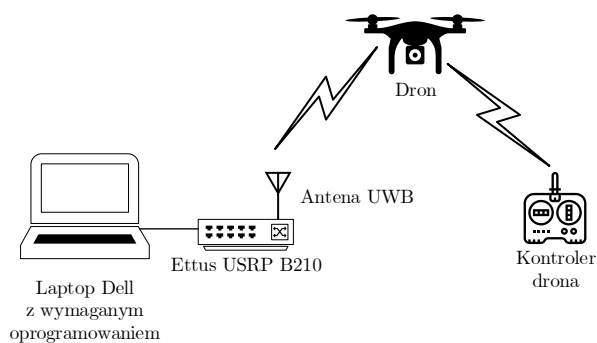 Dron
Antena UWB
Ettus USRP B210
Kontroler
drona
Laptop Dell
z wymaganym
oprogramowaniem